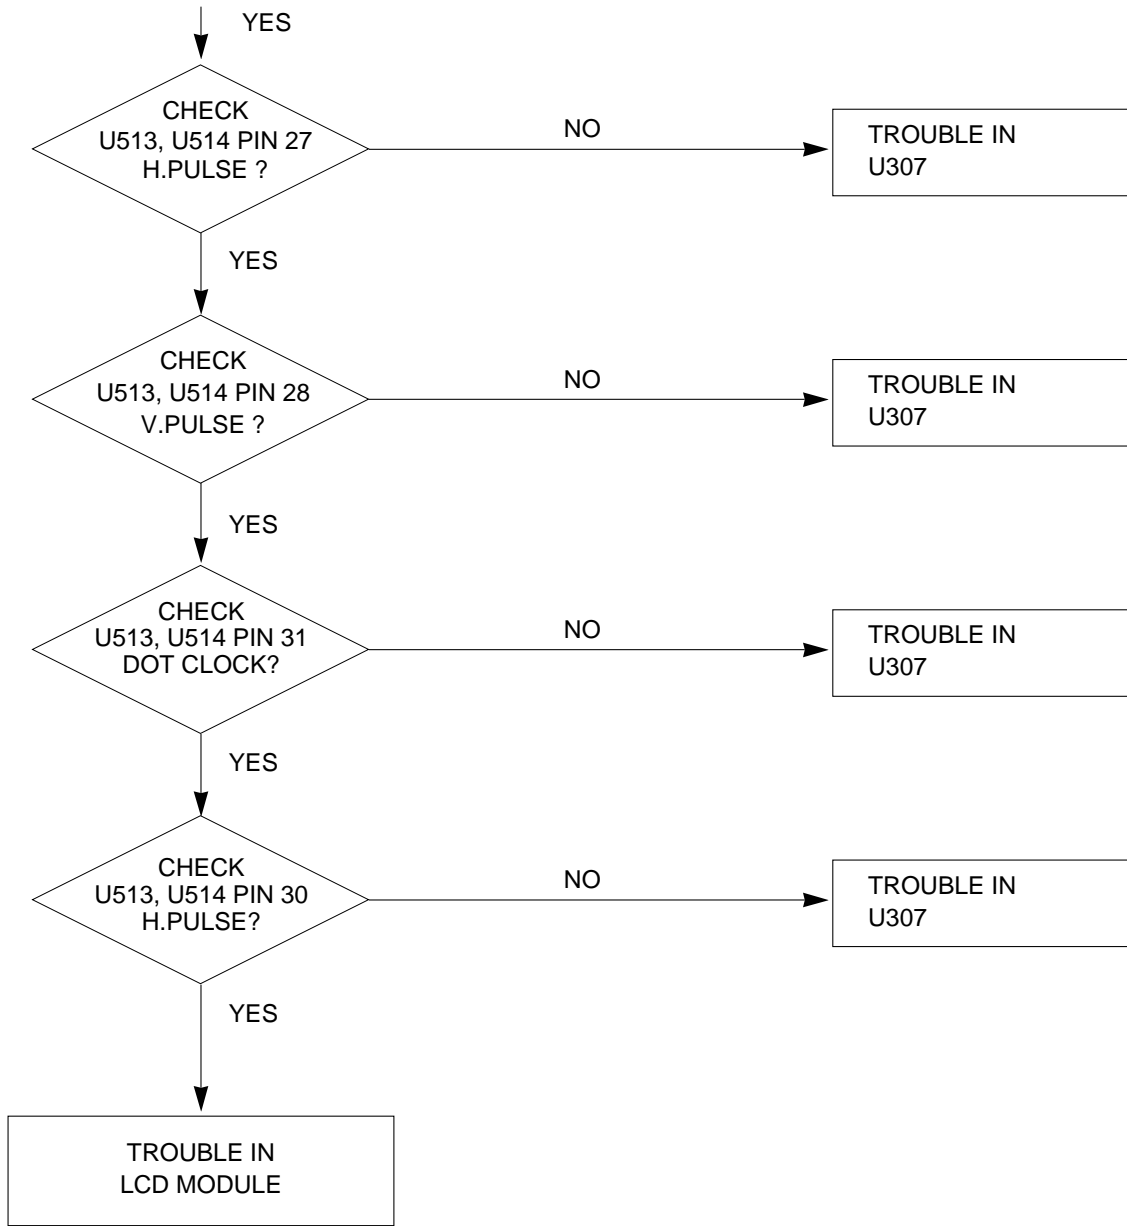 YES
CHECK
U513, U514 PIN 27
H.PULSE ?
NO
TROUBLE IN
U307
YES
CHECK
U513, U514 PIN 28
V.PULSE ?
NO
TROUBLE IN
U307
YES
CHECK
U513, U514 PIN 31
DOT CLOCK?
NO
TROUBLE IN
U307
YES
CHECK
U513, U514 PIN 30
H.PULSE?
NO
TROUBLE IN
U307
YES
TROUBLE IN
LCD MODULE